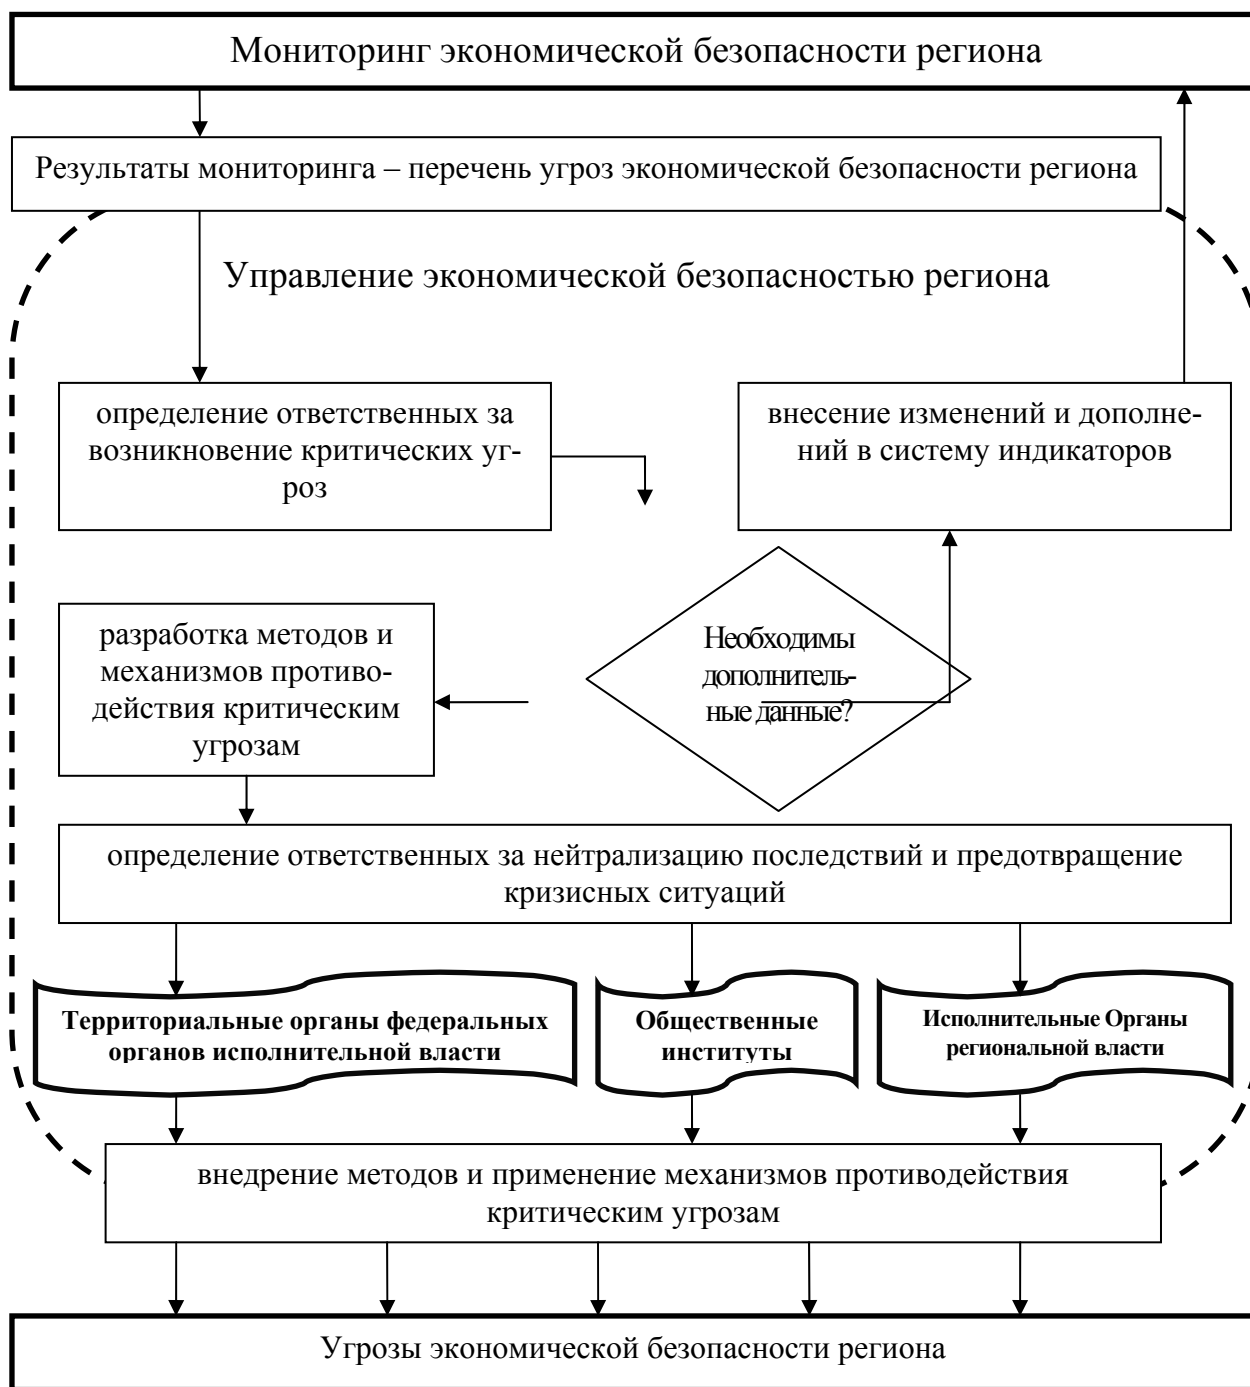 Мониторинг экономической безопасности региона
Результаты мониторинга – перечень угроз экономической безопасности региона
Управление экономической безопасностью региона
определение ответственных за
возникновение критических уг-
роз
внесение изменений и дополне-
ний в систему индикаторов
разработка методов и
механизмов противо-
действия критическим
угрозам
Необходимы
дополнитель-
ные данные?
определение ответственных за нейтрализацию последствий и предотвращение
кризисных ситуаций
Территориальные органы федеральных
органов исполнительной власти
Общественные
институты
Исполнительные Органы
региональной власти
внедрение методов и применение механизмов противодействия
критическим угрозам
Угрозы экономической безопасности региона